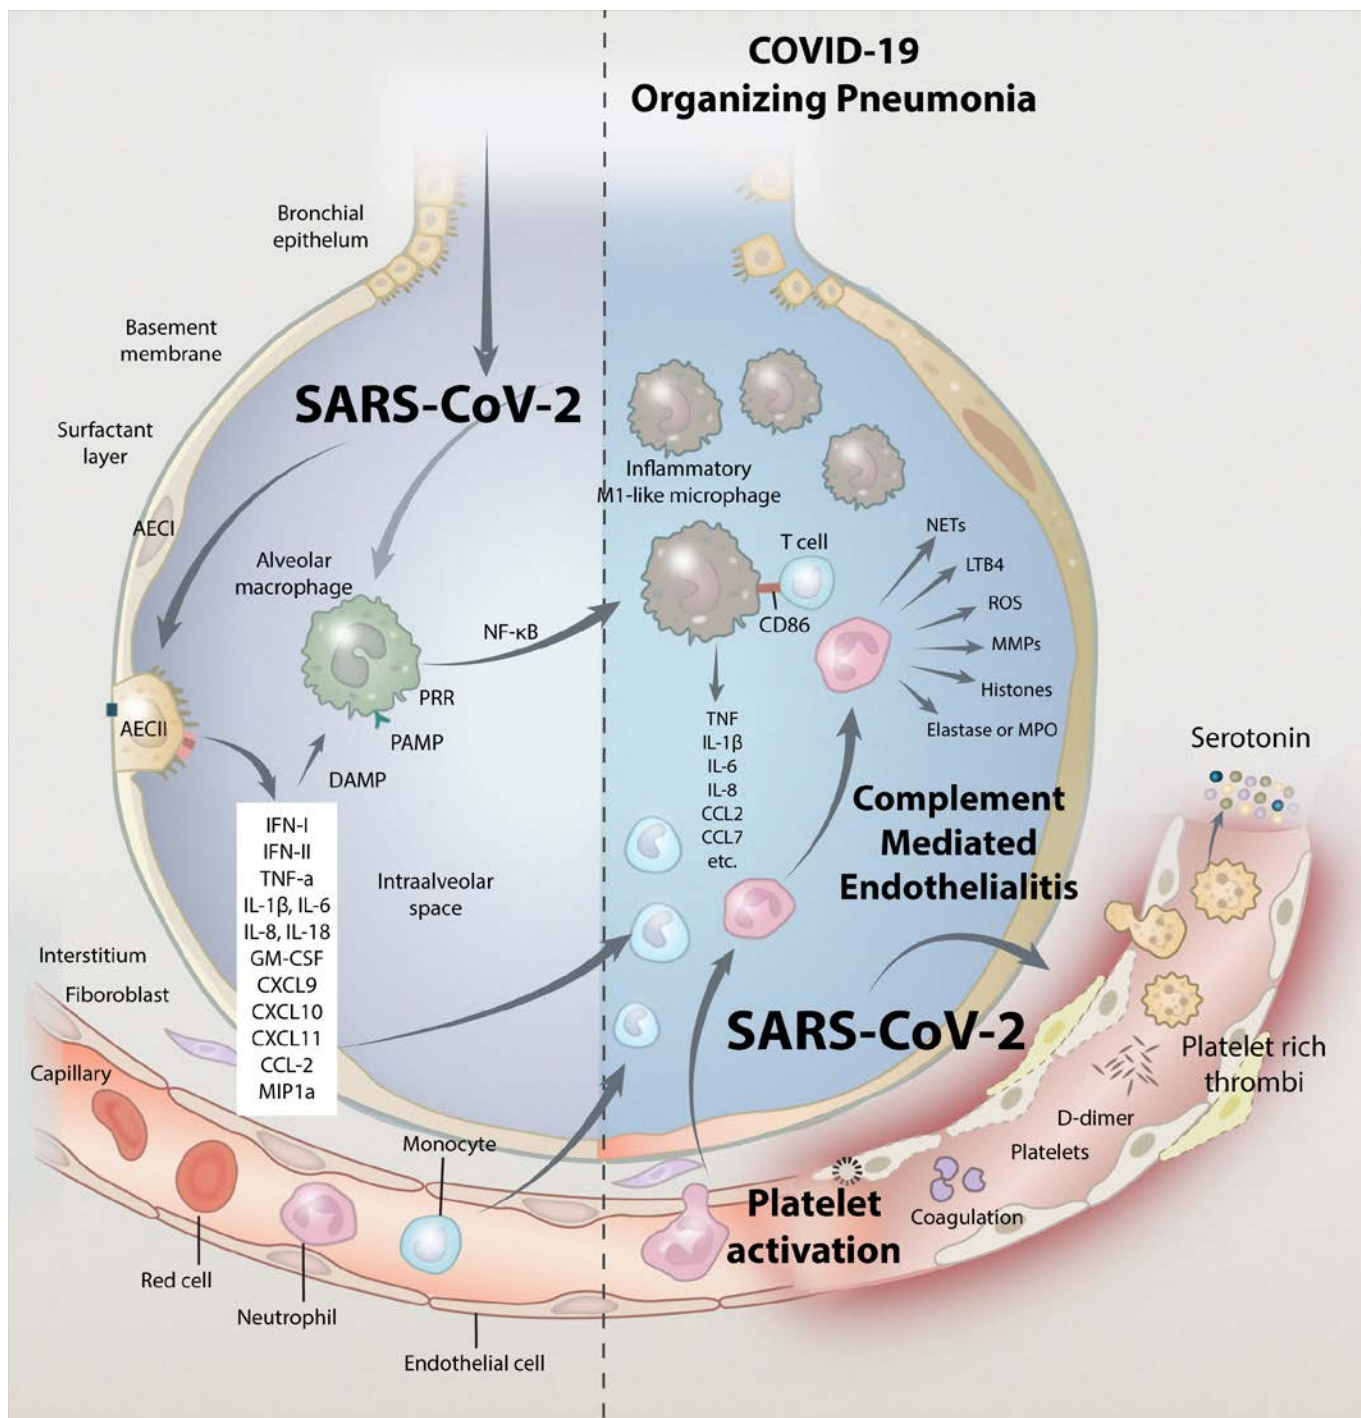 COVID-19
Organizing Pneumonia
Bronchial
epithelum
Basement
membrane
SARS-CoV-2
Surfactant
layer
AECI
Alveolar
macrophage
NF-κB
PRR
PAMP
AECII
DAMP
IFN-I
IFN-II
TNF-a
IL-1β, IL-6
IL-8, IL-18
GM-CSF
CXCL9
CXCL10
CXCL11
CCL-2
MIP1a
Intraalveolar
space
Interstitium
Fiboroblast
Capillary
Monocyte
Red cell
Neutrophil
Endothelial cell
Inflammatory
M1-like microphage
T cell
CD86
NETs
LTB4
ROS
MMPs
Histones
Elastase or MPO
TNF
IL-1β
IL-6
IL-8
CCL2
CCL7
etc.
Complement
Mediated
Endothelialitis
Serotonin
SARS-CoV-2
Platelet rich
thrombi
D-dimer
Platelets
Coagulation
Platelet
activation